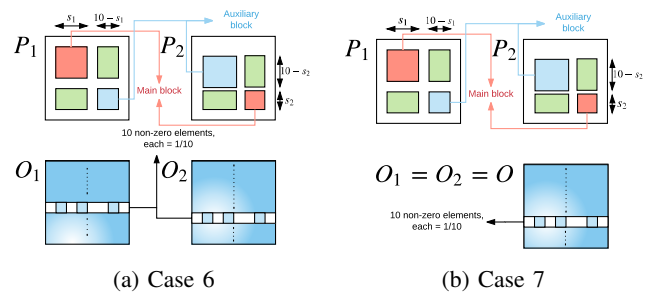 s₁ 10−s₁ Auxiliary
block
P₁ P₂
10−s₂
Main block
s₂
10 non-zero elements,
each = 1/10
O₁ O₂
(a) Case 6
s₁ 10−s₁ Auxiliary
block
P₁ P₂
10−s₂
Main block
s₂
O₁ = O₂ = O
10 non-zero elements,
each = 1/10
(b) Case 7